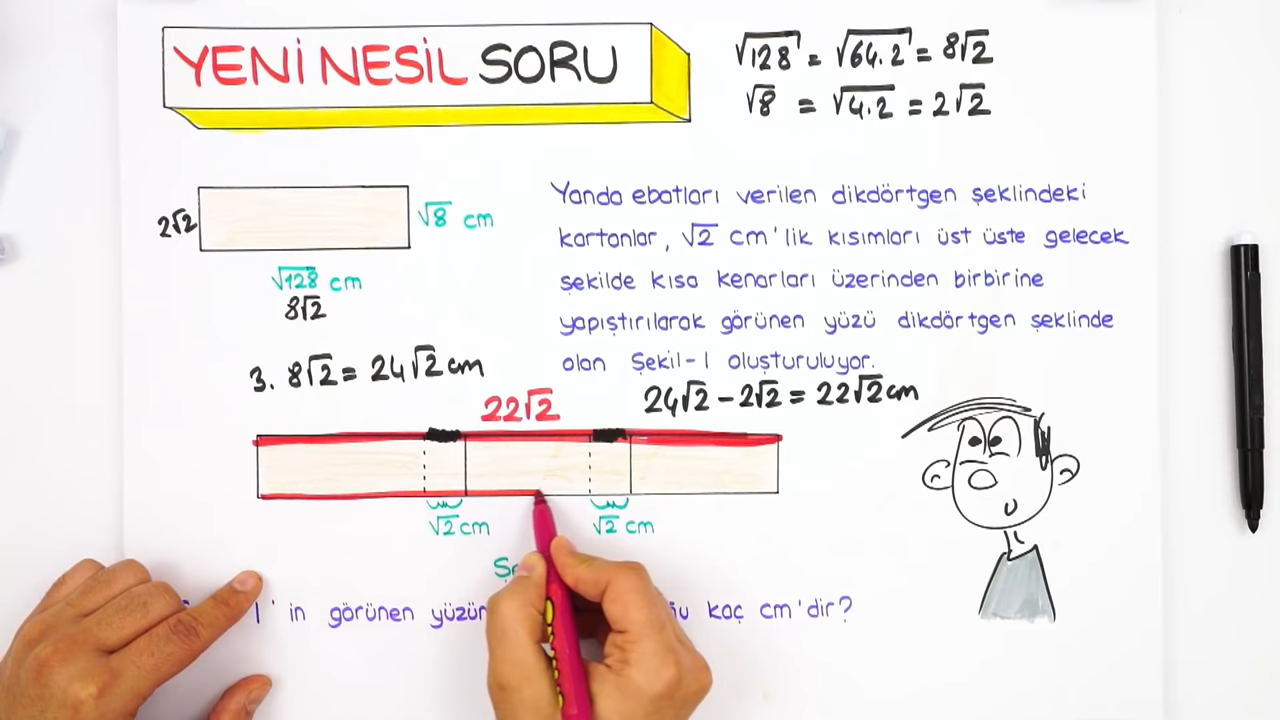 YENİ NESİL SORU
√128 = √64.2 = 8√2
√8 = √4.2 = 2√2
2√2
√8 cm
√128 cm
8√2
Yanda ebatları verilen dikdörtgen şeklindeki
kartonlar, √2 cm'lik kısımları üst üste gelecek
şekilde kısa kenarları üzerinden birbirine
yapıştırılarak görünen yüzü dikdörtgen şeklinde
olan Şekil-1 oluşturuluyor.
3. 8√2 = 24√2 cm
24√2 - 2√2 = 22√2 cm
22√2
√2 cm
√2 cm
1'in görünen kaç cm'dir?